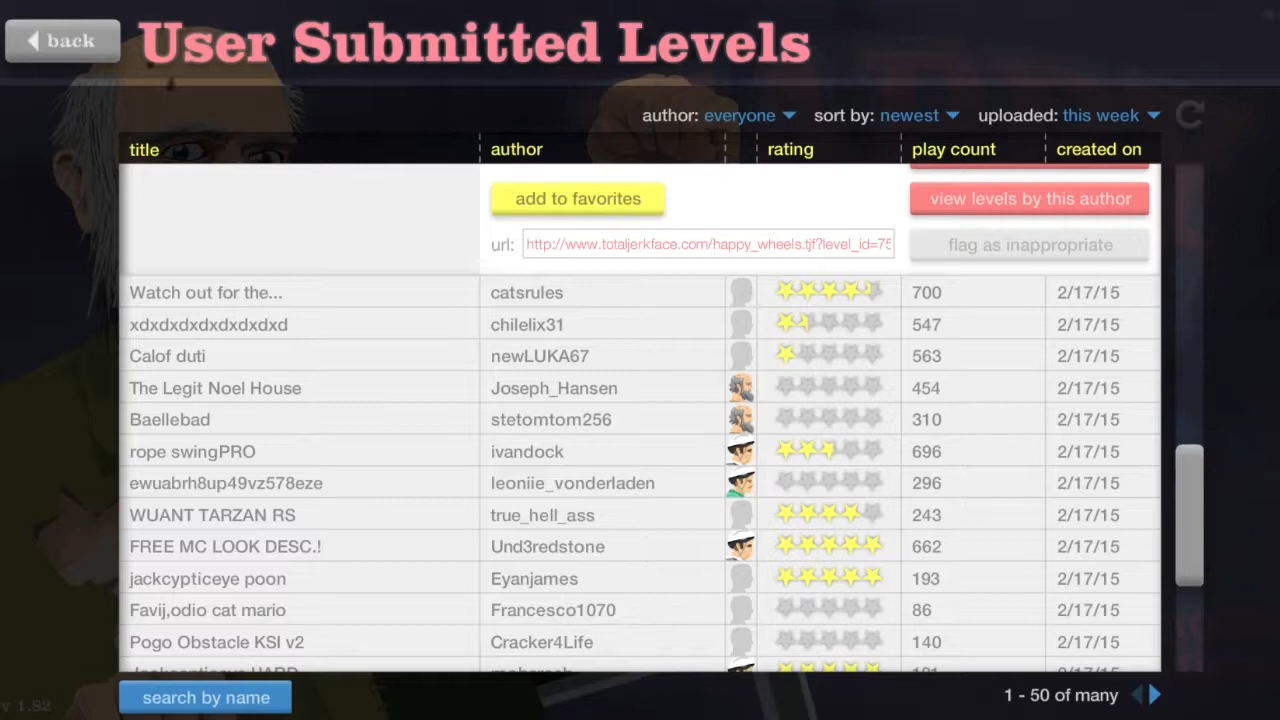 back
User Submitted Levels
author: everyone sort by: newest uploaded: this week
title author rating play count created on
add to favorites view levels by this author
url: http://www.totaljerkface.com/happy_wheels.tjf?level_id=75 flag as inappropriate
Watch out for the... catsrules 700 2/17/15
xdxdxdxdxdxdxdxd chilelix31 547 2/17/15
Calof duti newLUKA67 563 2/17/15
The Legit Noel House Joseph_Hansen 454 2/17/15
Baellebad stetomtom256 310 2/17/15
rope swingPRO ivandock 696 2/17/15
ewuabrh8up49vz578eze leoniie_vonderladen 296 2/17/15
WUANT TARZAN RS true_hell_ass 243 2/17/15
FREE MC LOOK DESC.! Und3redstone 662 2/17/15
jackcypticeye poon Eyanjames 193 2/17/15
Favij,odio cat mario Francesco1070 86 2/17/15
Pogo Obstacle KSI v2 Cracker4Life 140 2/17/15
search by name 1 - 50 of many
v 1.82